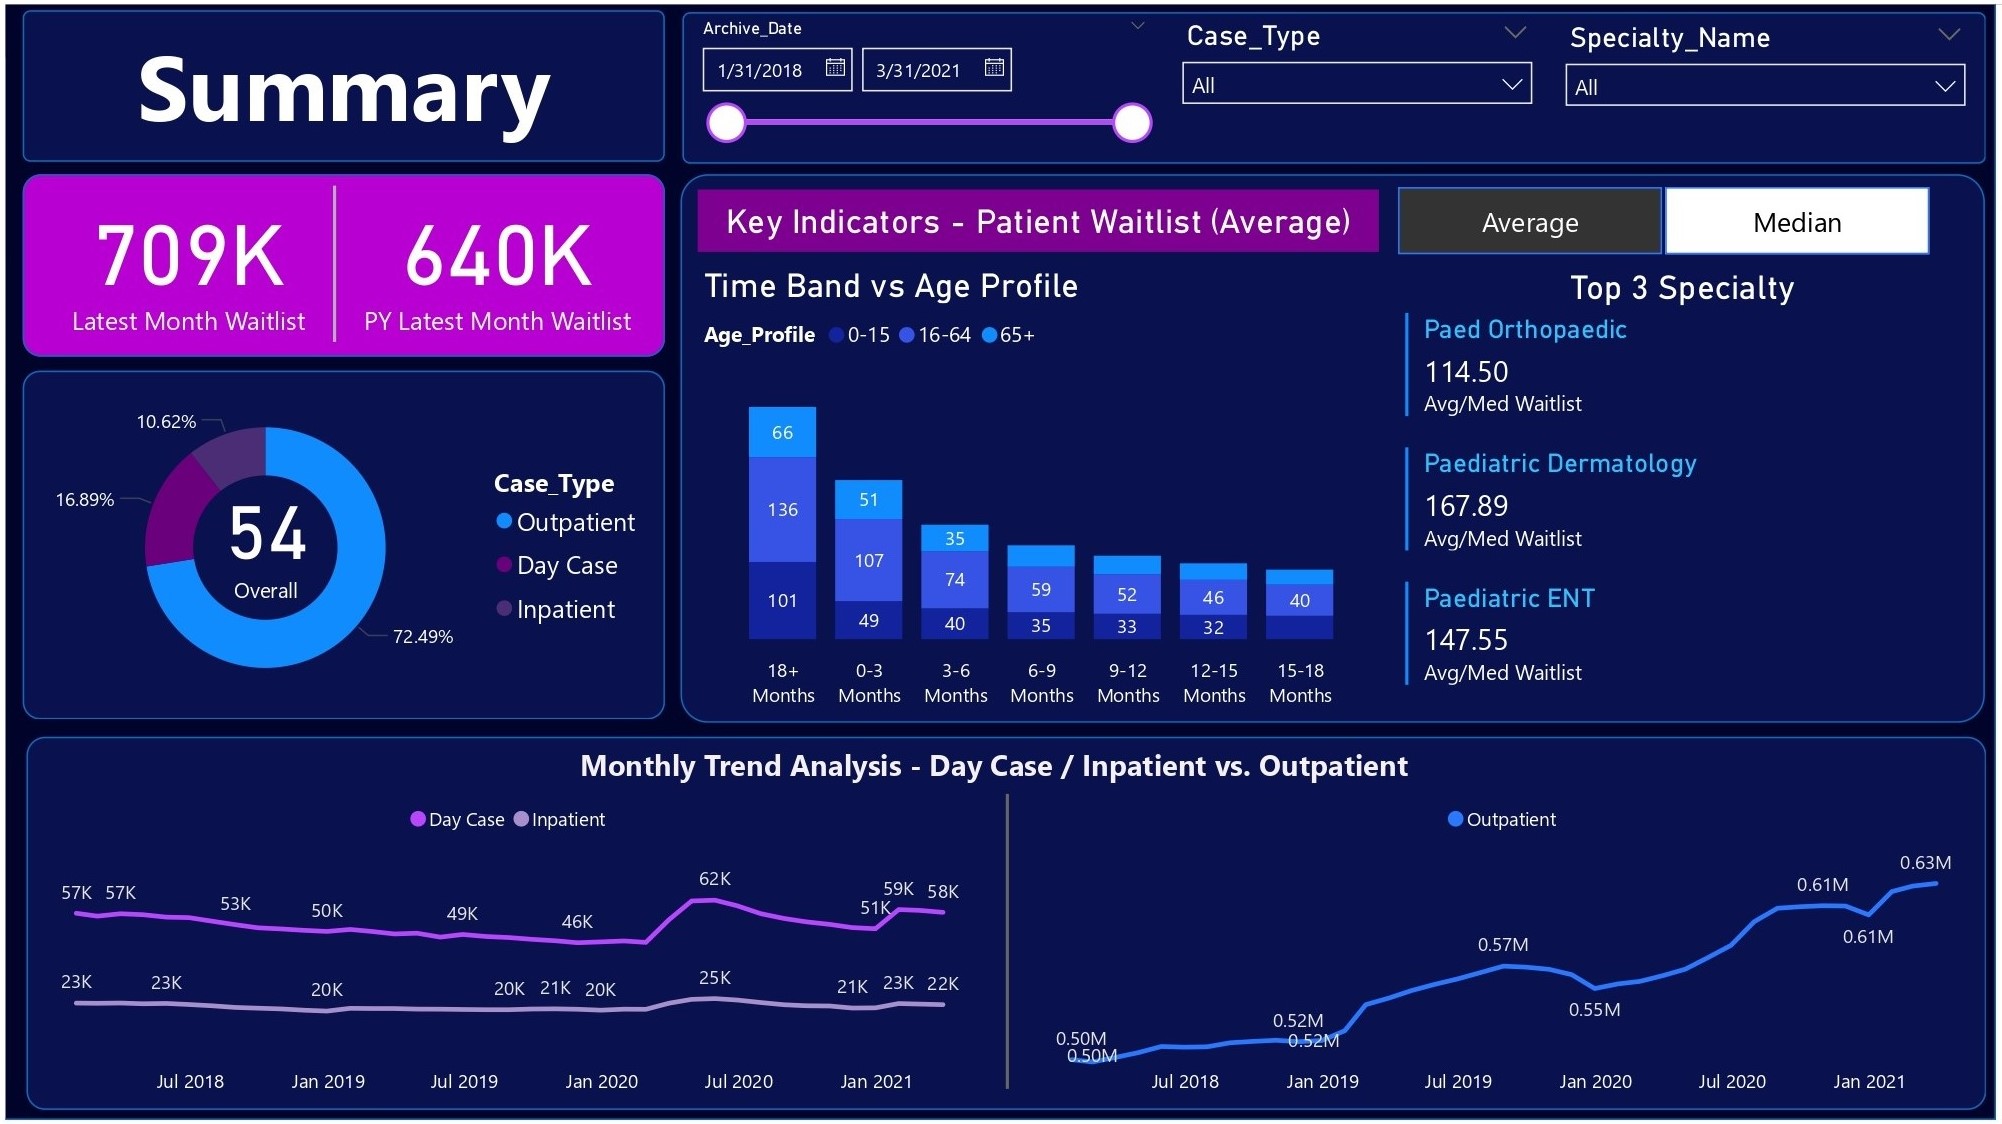 Summary
Archive_Date
1/31/2018
3/31/2021
Case_Type
All
Specialty_Name
All
709K
Latest Month Waitlist
640K
PY Latest Month Waitlist
Key Indicators - Patient Waitlist (Average)
Average
Median
10.62%
16.89%
72.49%
54
Overall
Case_Type
Outpatient
Day Case
Inpatient
Time Band vs Age Profile
Age_Profile 0-15 16-64 65+
66
136
101
51
107
49
35
74
40
59
35
52
33
46
32
40
18+ 0-3 3-6 6-9 9-12 12-15 15-18
Months Months Months Months Months Months Months
Top 3 Specialty
Paed Orthopaedic
114.50
Avg/Med Waitlist
Paediatric Dermatology
167.89
Avg/Med Waitlist
Paediatric ENT
147.55
Avg/Med Waitlist
Monthly Trend Analysis - Day Case / Inpatient vs. Outpatient
Day Case Inpatient
57K 57K 53K 50K 49K 46K 62K 51K 59K 58K
23K 23K 20K 20K 21K 20K 25K 21K 23K 22K
Jul 2018 Jan 2019 Jul 2019 Jan 2020 Jul 2020 Jan 2021
Outpatient
0.50M 0.50M 0.52M 0.52M 0.57M 0.55M 0.61M 0.61M 0.63M
Jul 2018 Jan 2019 Jul 2019 Jan 2020 Jul 2020 Jan 2021